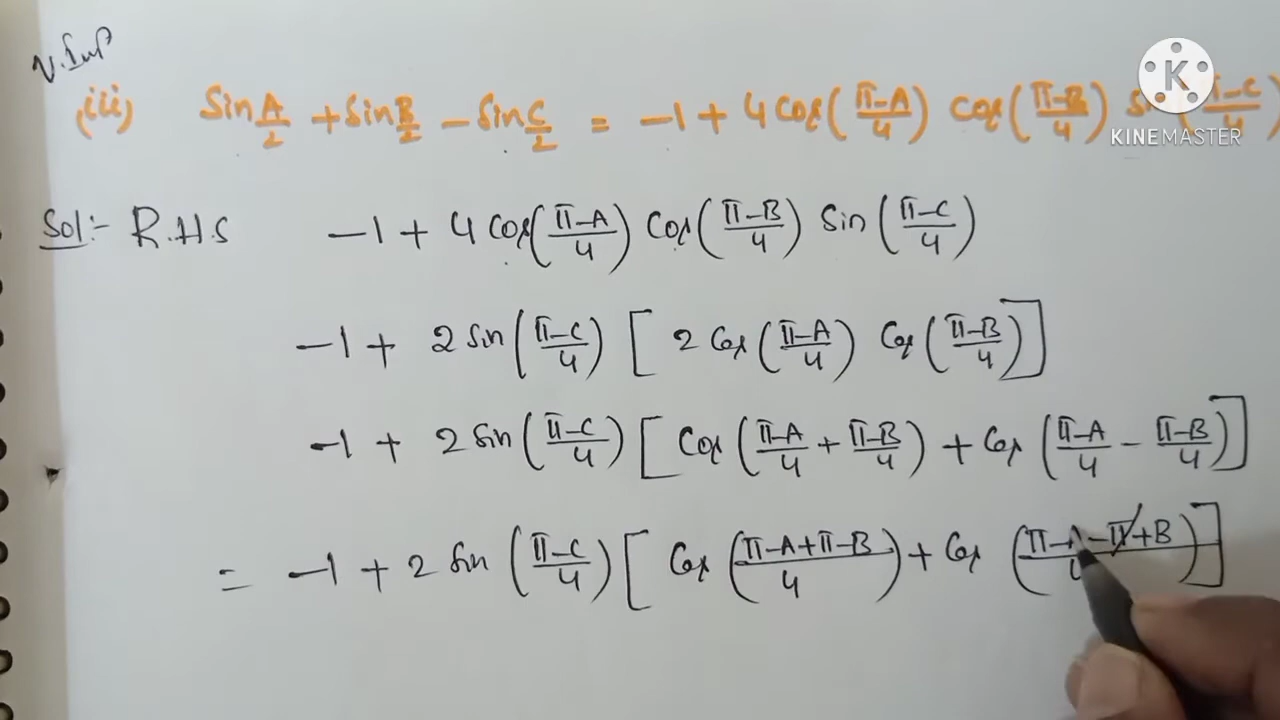 V.Imp
(iii) Sin A/2 + Sin B/2 - Sin C/2 = -1 + 4 Cos (π-A/4) Cos (π-B/4) π-C/4)
K
KINEMASTER
Sol:- R.H.S -1 + 4 Cos (π-A/4) Cos (π-B/4) Sin (π-C/4)
-1 + 2 Sin (π-C/4) [ 2 Cos (π-A/4) Cos (π-B/4) ]
-1 + 2 Sin (π-C/4) [ Cos (π-A/4 + π-B/4) + Cos (π-A/4 - π-B/4) ]
= -1 + 2 Sin (π-C/4) [ Cos (π-A+π-B/4) + Cos (π- -π+B/4) ]